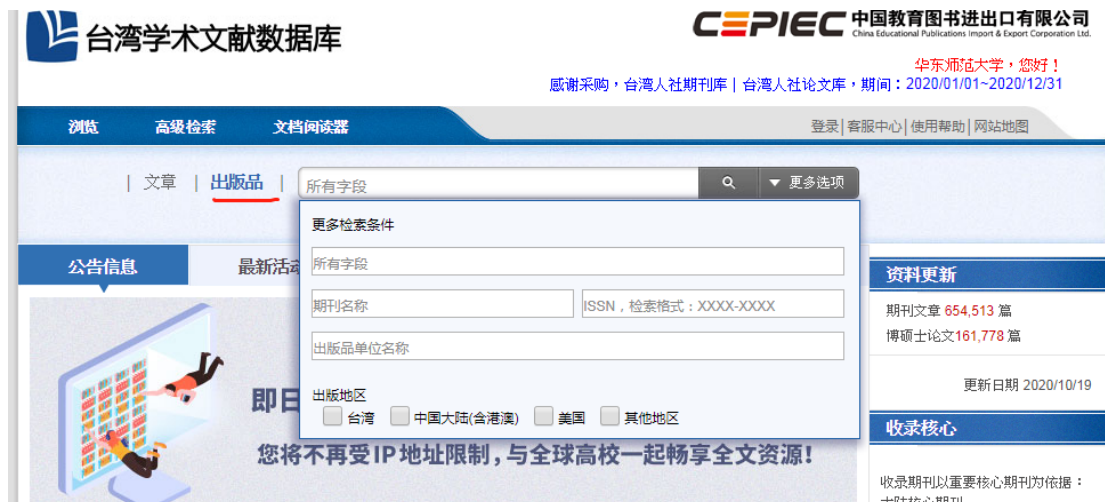 台湾学术文献数据库
CEPIEC 中国教育图书进出口有限公司
China Educational Publications Import & Export Corporation Ltd.
华东师范大学，您好！
感谢采购，台湾人社期刊库 | 台湾人社论文库，期间：2020/01/01~2020/12/31
浏览 高级检索 文档阅读器 登录 | 客服中心 | 使用帮助 | 网站地图
| 文章 | 出版品 | 所有字段 ▼ 更多选项
更多检索条件
所有字段
期刊名称 ISSN，检索格式：XXXX-XXXX
出版品单位名称
出版地区
台湾 中国大陆(含港澳) 美国 其他地区
公告信息 最新活动
即日
您将不再受IP地址限制，与全球高校一起畅享全文资源！
资料更新
期刊文章 654,513 篇
博硕士论文161,778 篇
更新日期 2020/10/19
收录核心
收录期刊以重要核心期刊为依据：